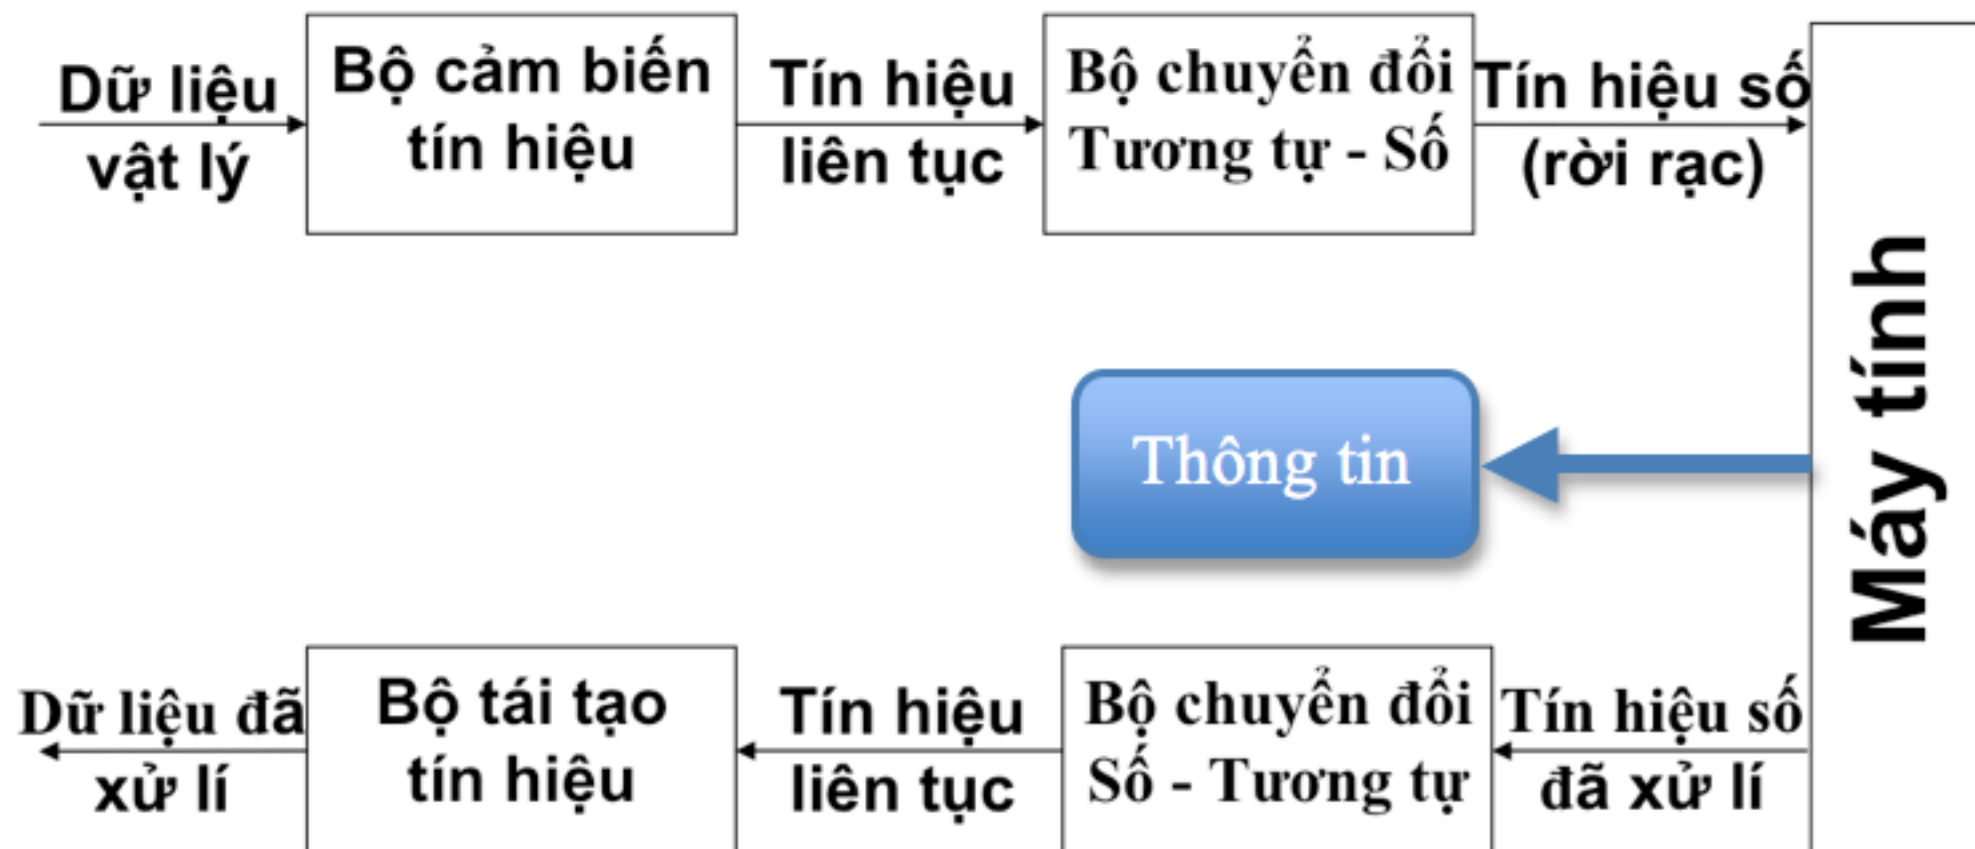 Dữ liệu
vật lý
Bộ cảm biến
tín hiệu
Tín hiệu
liên tục
Bộ chuyển đổi
Tương tự - Số
Tín hiệu số
(rời rạc)
Máy tính
Thông tin
Dữ liệu đã
xử lí
Bộ tái tạo
tín hiệu
Tín hiệu
liên tục
Bộ chuyển đổi
Số - Tương tự
Tín hiệu số
đã xử lí